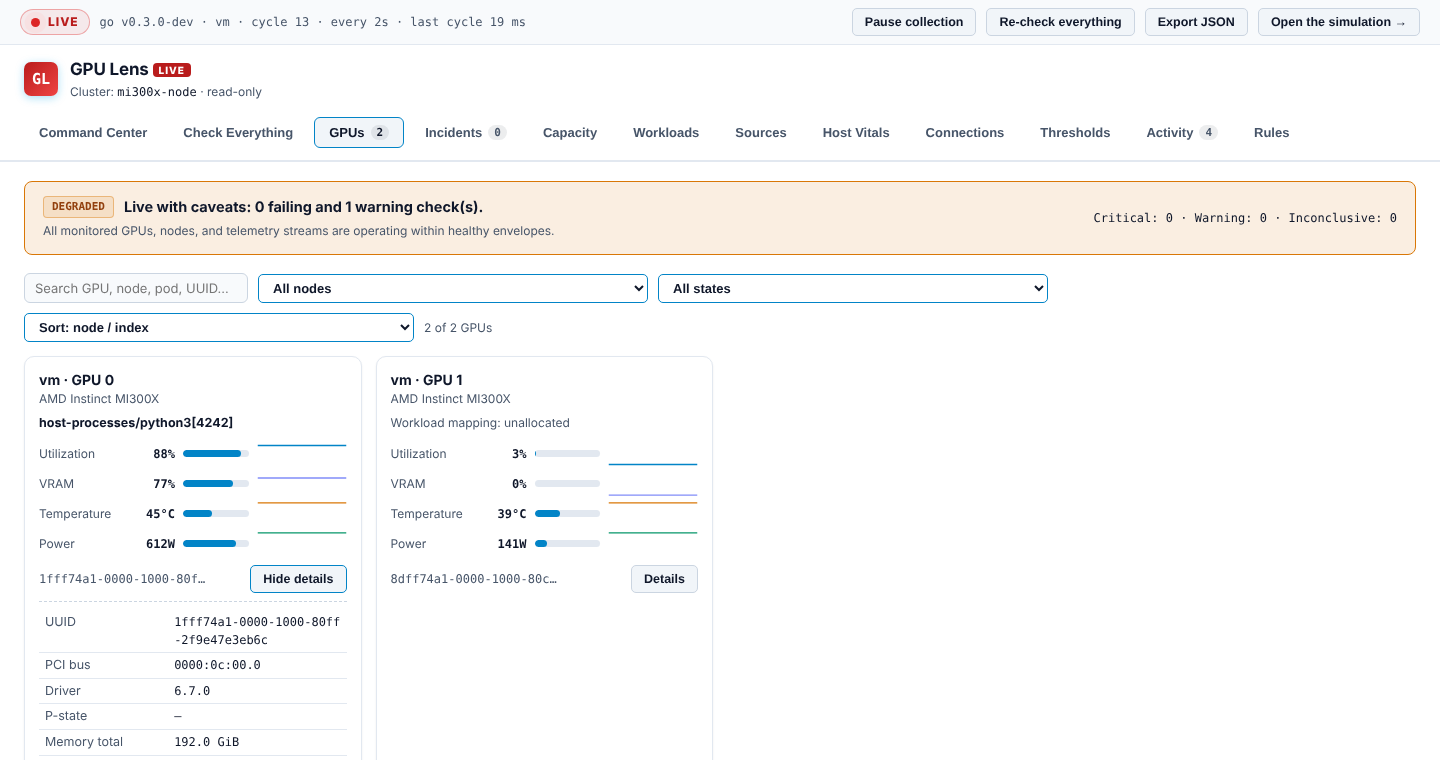 LIVE go v0.3.0-dev · vm · cycle 13 · every 2s · last cycle 19 ms Pause collection Re-check everything Export JSON Open the simulation →
GL GPU Lens LIVE
Cluster: mi300x-node · read-only
Command Center Check Everything GPUs 2 Incidents 0 Capacity Workloads Sources Host Vitals Connections Thresholds Activity 4 Rules
DEGRADED Live with caveats: 0 failing and 1 warning check(s).
All monitored GPUs, nodes, and telemetry streams are operating within healthy envelopes.
Critical: 0 · Warning: 0 · Inconclusive: 0
Search GPU, node, pod, UUID... All nodes All states
Sort: node / index 2 of 2 GPUs
vm · GPU 0
AMD Instinct MI300X
host-processes/python3[4242]
Utilization 88%
VRAM 77%
Temperature 45°C
Power 612W
1fff74a1-0000-1000-80f… Hide details
UUID 1fff74a1-0000-1000-80ff
-2f9e47e3eb6c
PCI bus 0000:0c:00.0
Driver 6.7.0
P-state —
Memory total 192.0 GiB
vm · GPU 1
AMD Instinct MI300X
Workload mapping: unallocated
Utilization 3%
VRAM 0%
Temperature 39°C
Power 141W
8dff74a1-0000-1000-80c… Details